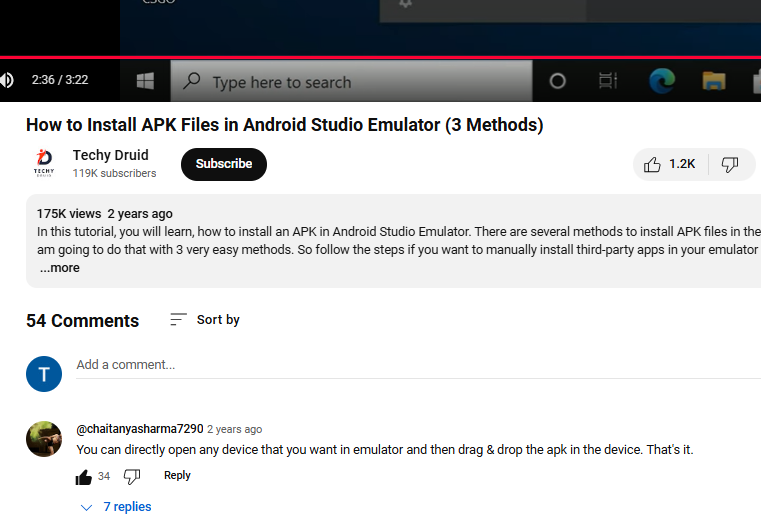 CSGO
2:36 / 3:22
Type here to search
How to Install APK Files in Android Studio Emulator (3 Methods)
Techy Druid
119K subscribers
Subscribe
1.2K
TECHY
DRUID
175K views 2 years ago
In this tutorial, you will learn, how to install an APK in Android Studio Emulator. There are several methods to install APK files in the
am going to do that with 3 very easy methods. So follow the steps if you want to manually install third-party apps in your emulator
...more
54 Comments
Sort by
T
Add a comment...
@chaitanyasharma7290 2 years ago
You can directly open any device that you want in emulator and then drag & drop the apk in the device. That's it.
34
Reply
7 replies